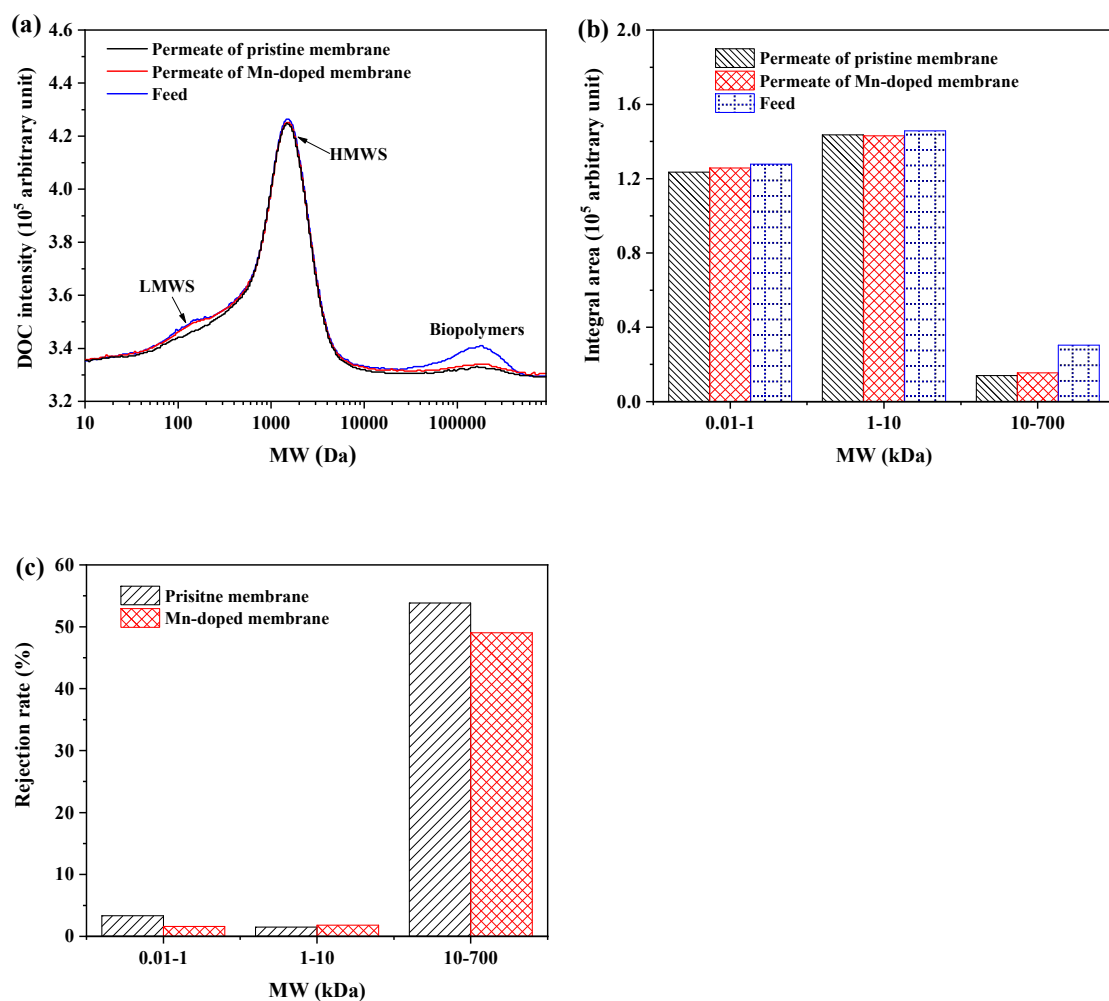 (a)
4.6
4.4
4.2
4.0
3.8
3.6
3.4
3.2
DOC intensity (10⁵ arbitrary unit)
Permeate of pristine membrane
Permeate of Mn-doped membrane
Feed
HMWS
LMWS
Biopolymers
10 100 1000 10000 100000
MW (Da)
(b)
2.0
1.6
1.2
0.8
0.4
0.0
Integral area (10⁵ arbitrary unit)
Permeate of pristine membrane
Permeate of Mn-doped membrane
Feed
0.01-1 1-10 10-700
MW (kDa)
(c)
60
50
40
30
20
10
0
Rejection rate (%)
Prisitne membrane
Mn-doped membrane
0.01-1 1-10 10-700
MW (kDa)